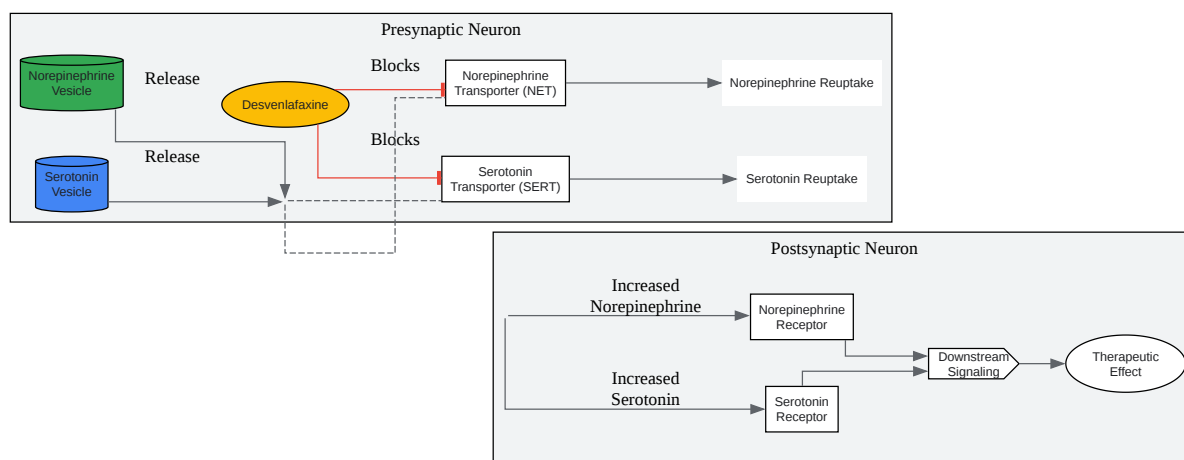 Presynaptic Neuron
Norepinephrine
Vesicle
Release
Desvenlafaxine
Blocks
Norepinephrine
Transporter (NET)
Norepinephrine Reuptake
Serotonin
Vesicle
Release
Blocks
Serotonin
Transporter (SERT)
Serotonin Reuptake
Postsynaptic Neuron
Increased
Norepinephrine
Norepinephrine
Receptor
Increased
Serotonin
Serotonin
Receptor
Downstream
Signaling
Therapeutic
Effect